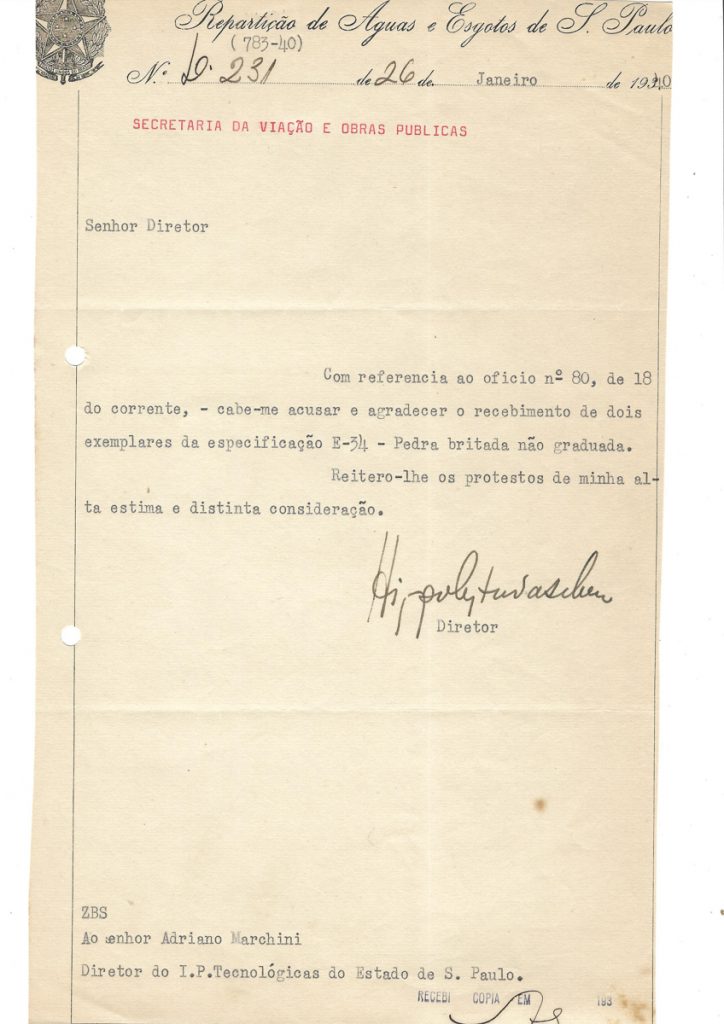 Repartição de Aguas e Esgotos de S. Paulo
(783-40)
N.º D. 231 de 26 de Janeiro de 1940
SECRETARIA DA VIAÇÃO E OBRAS PUBLICAS
Senhor Diretor
Com referencia ao oficio nº 80, de 18
do corrente, - cabe-me acusar e agradecer o recebimento de dois
exemplares da especificação E-34 - Pedra britada não graduada.
Reitero-lhe os protestos de minha al-
ta estima e distinta consideração.
Diretor
ZBS
Ao senhor Adriano Marchini
Diretor do I.P.Tecnológicas do Estado de S. Paulo.
RECEBI COPIA EM 193